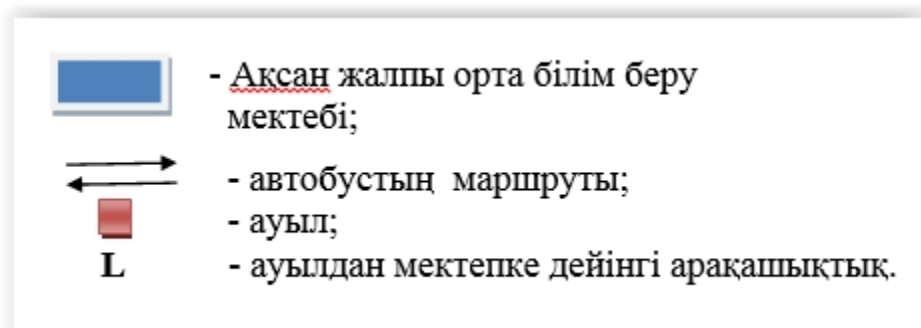 - Ақсан жалпы орта білім беру
мектебі;
- автобустың маршруты;
- ауыл;
L - ауылдан мектепке дейінгі арақашықтық.